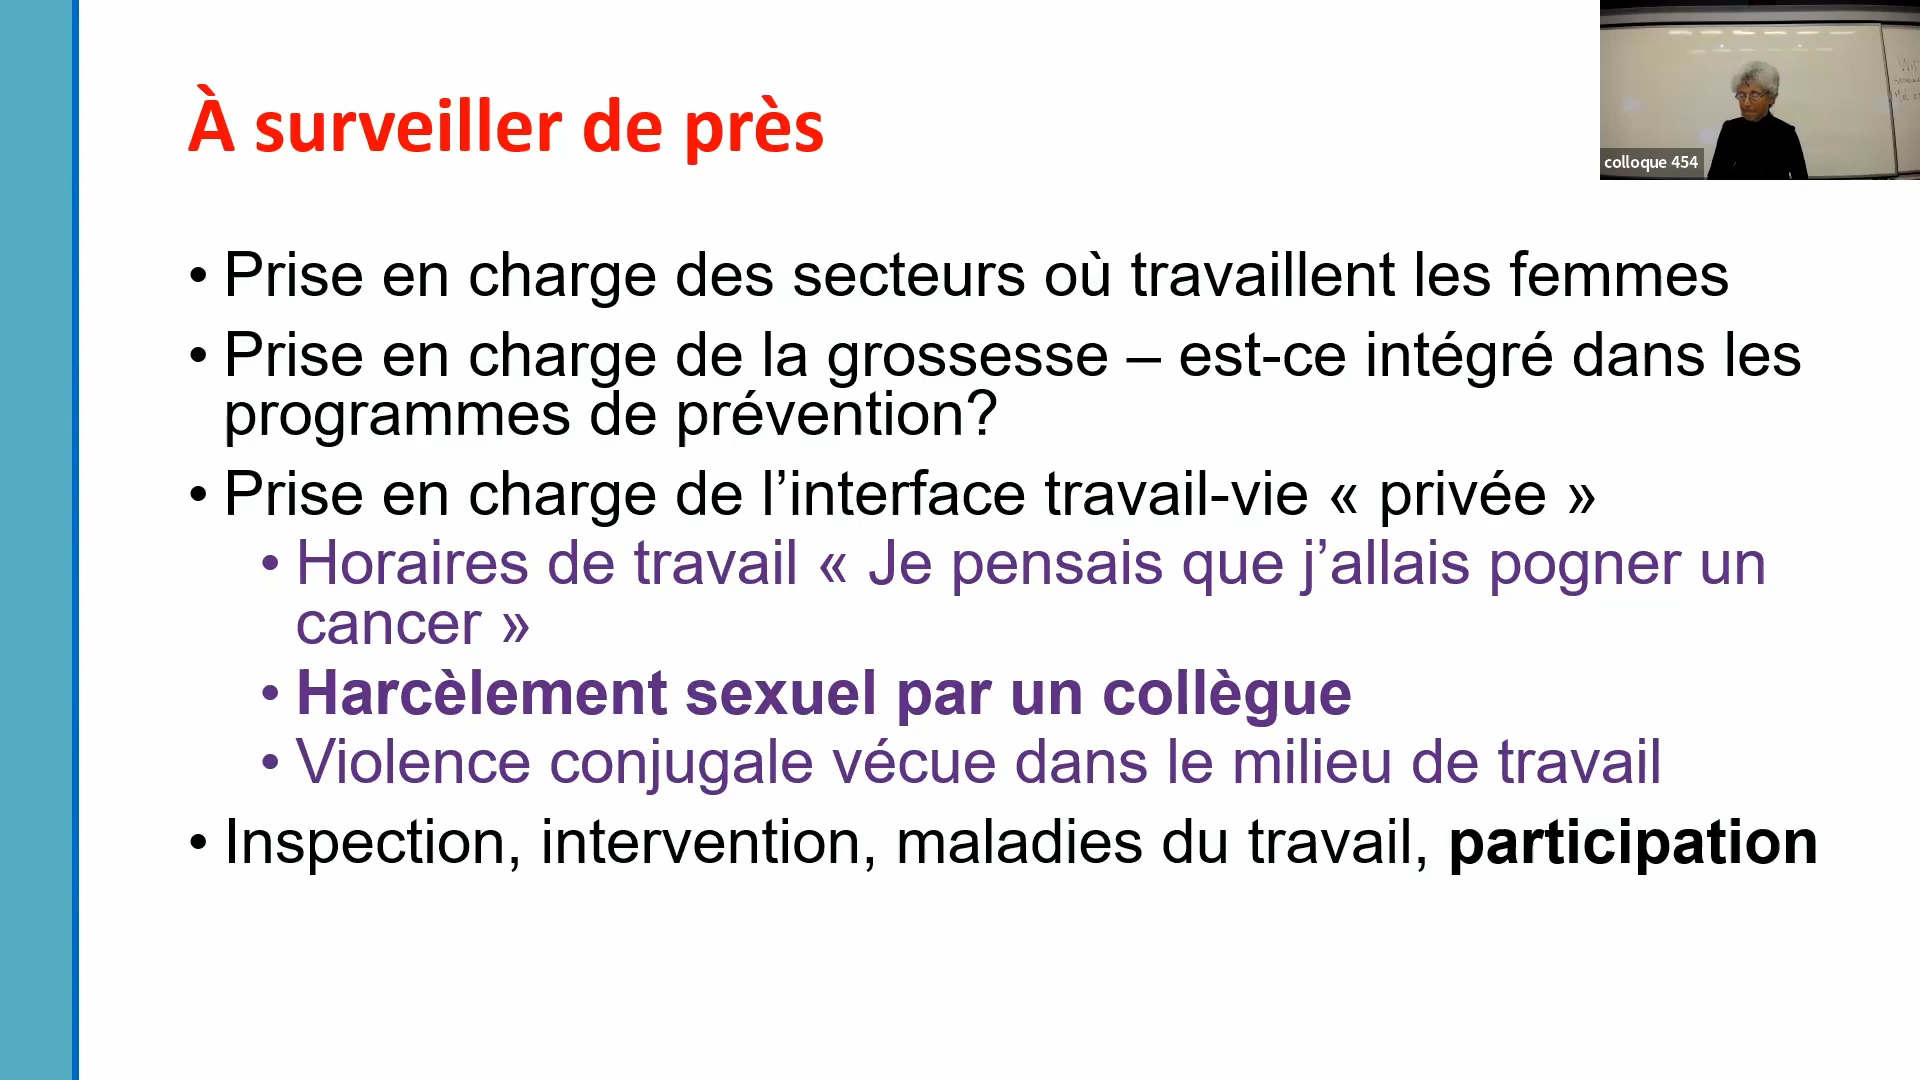 À surveiller de près
colloque 454
• Prise en charge des secteurs où travaillent les femmes
• Prise en charge de la grossesse – est-ce intégré dans les
programmes de prévention?
• Prise en charge de l’interface travail-vie « privée »
• Horaires de travail « Je pensais que j’allais pogner un
cancer »
• Harcèlement sexuel par un collègue
• Violence conjugale vécue dans le milieu de travail
• Inspection, intervention, maladies du travail, participation